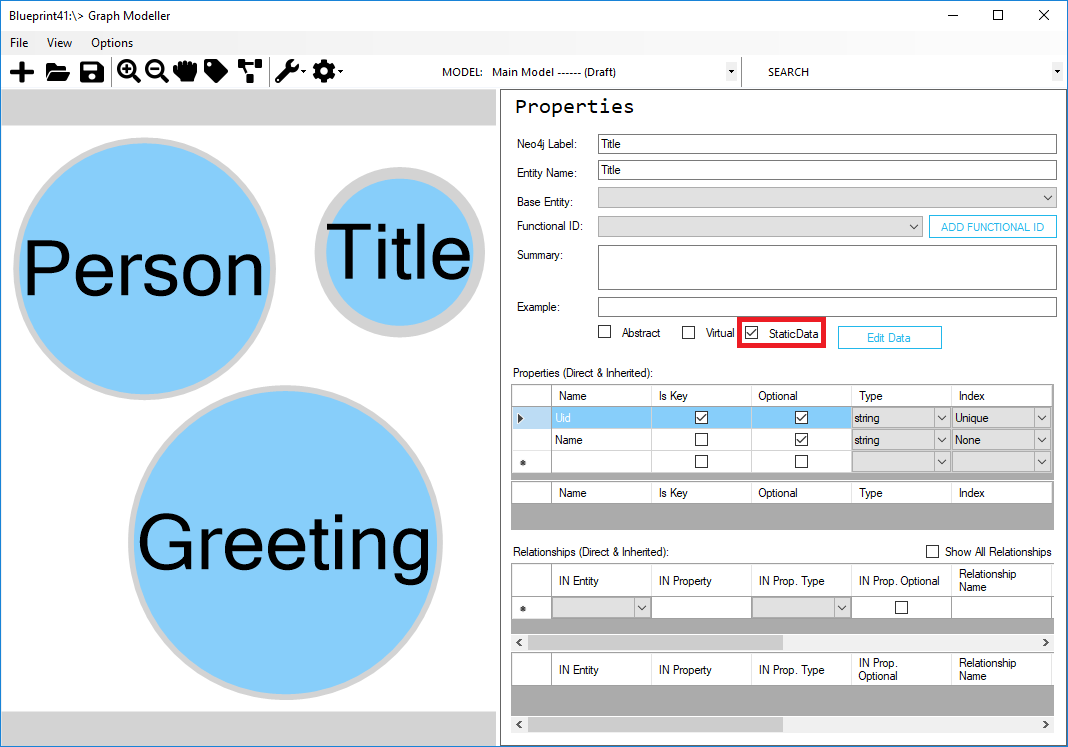 Blueprint41:\> Graph Modeller
File View Options
MODEL: Main Model ------ (Draft) SEARCH
Person
Title
Greeting
Properties
Neo4j Label: Title
Entity Name: Title
Base Entity:
Functional ID: ADD FUNCTIONAL ID
Summary:
Example:
Abstract Virtual StaticData Edit Data
Properties (Direct & Inherited):
Name Is Key Optional Type Index
Uid string Unique
Name string None
Name Is Key Optional Type Index
Relationships (Direct & Inherited): Show All Relationships
IN Entity IN Property IN Prop. Type IN Prop. Optional Relationship
Name
IN Entity IN Property IN Prop. Type IN Prop. Relationship
Optional Name